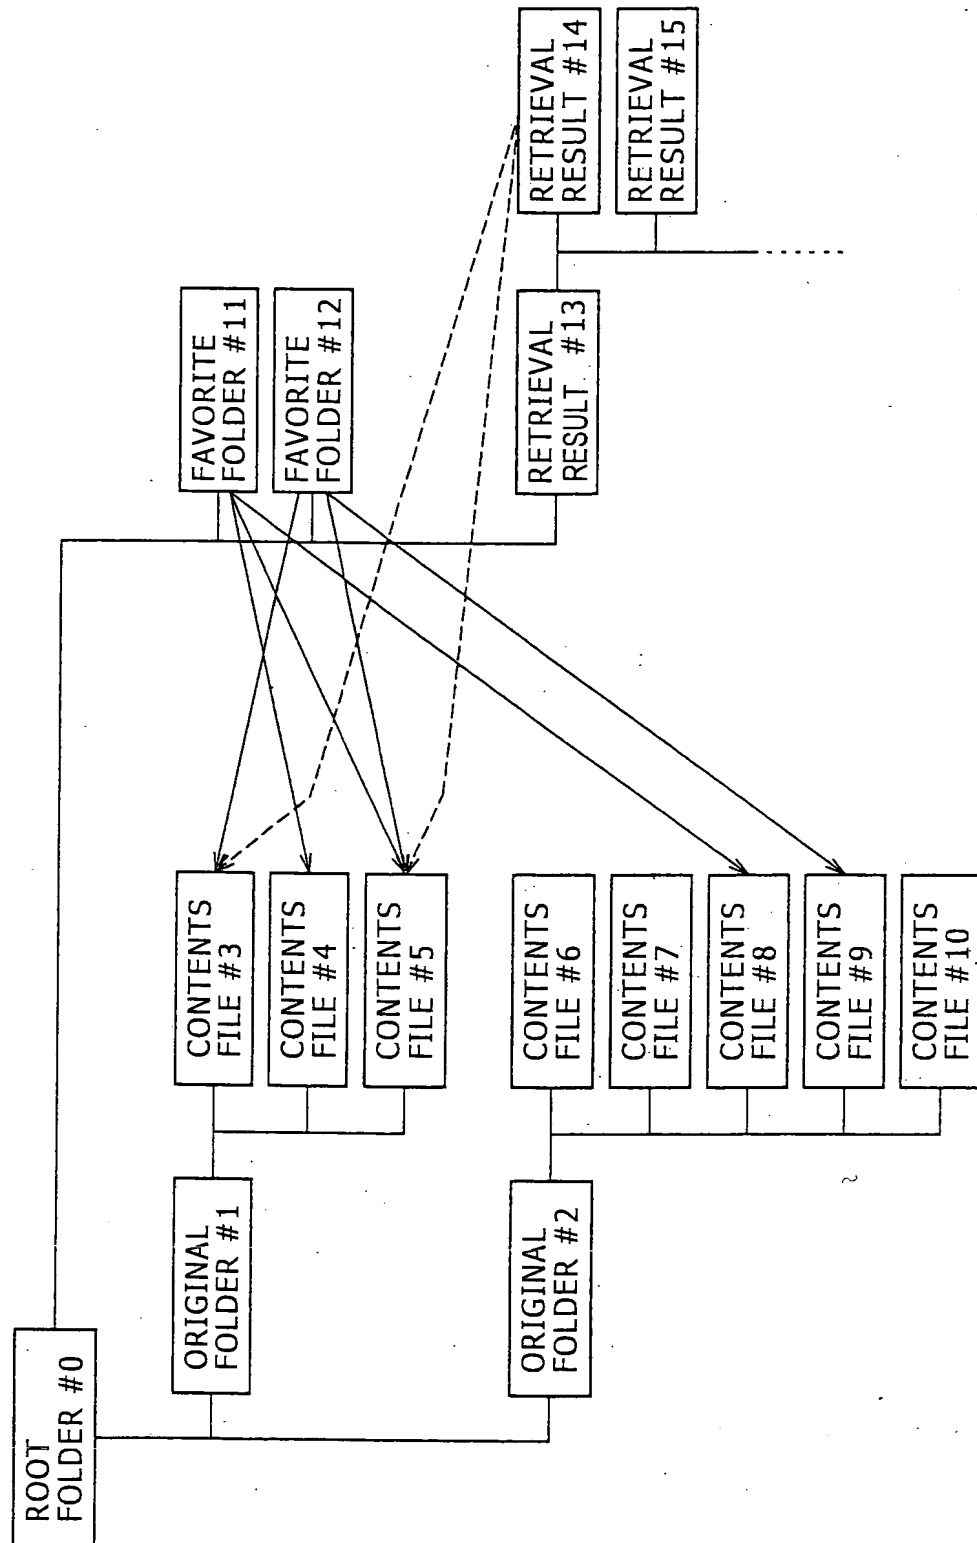 ROOT
FOLDER #0
ORIGINAL
FOLDER #1
CONTENTS
FILE #3
CONTENTS
FILE #4
CONTENTS
FILE #5
ORIGINAL
FOLDER #2
CONTENTS
FILE #6
CONTENTS
FILE #7
CONTENTS
FILE #8
CONTENTS
FILE #9
CONTENTS
FILE #10
FAVORITE
FOLDER #11
FAVORITE
FOLDER #12
RETRIEVAL
RESULT #13
RETRIEVAL
RESULT #14
RETRIEVAL
RESULT #15